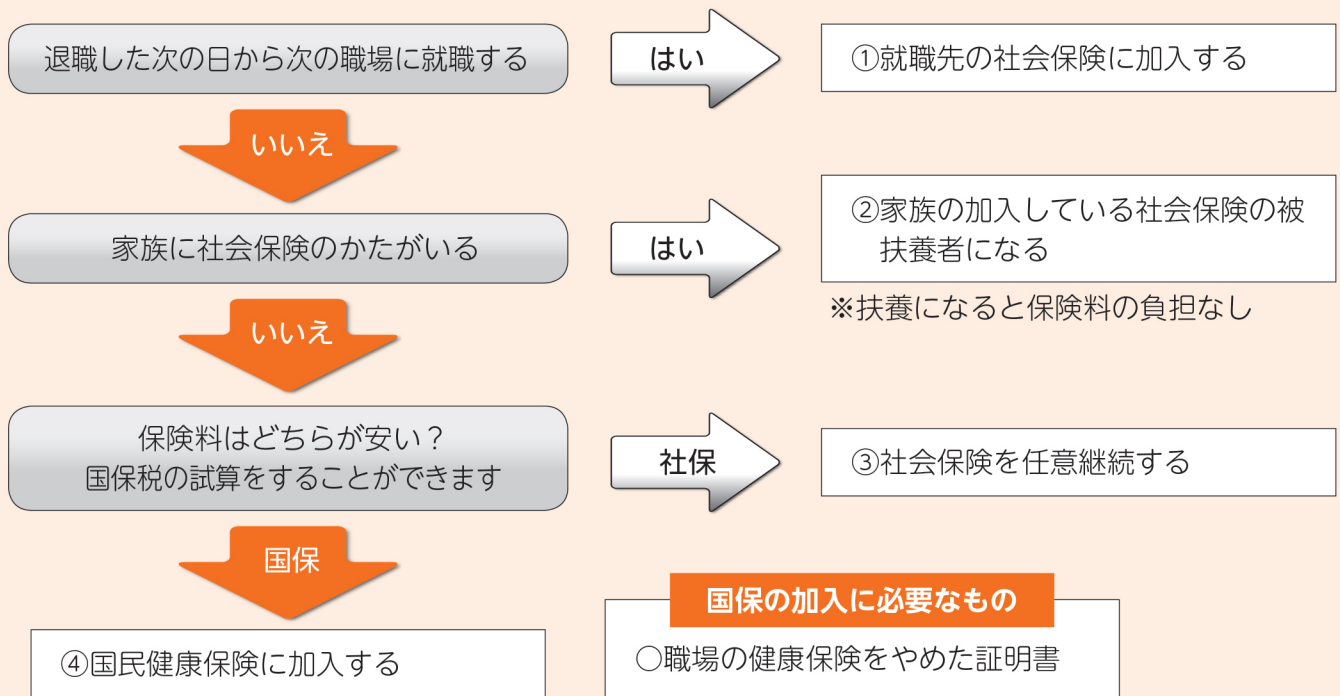 退職した次の日から次の職場に就職する
はい
①就職先の社会保険に加入する
いいえ
家族に社会保険のかたがいる
はい
②家族の加入している社会保険の被
扶養者になる
※扶養になると保険料の負担なし
いいえ
保険料はどちらが安い？
国保税の試算をすることができます
社保
③社会保険を任意継続する
国保
④国民健康保険に加入する
国保の加入に必要なもの
○職場の健康保険をやめた証明書